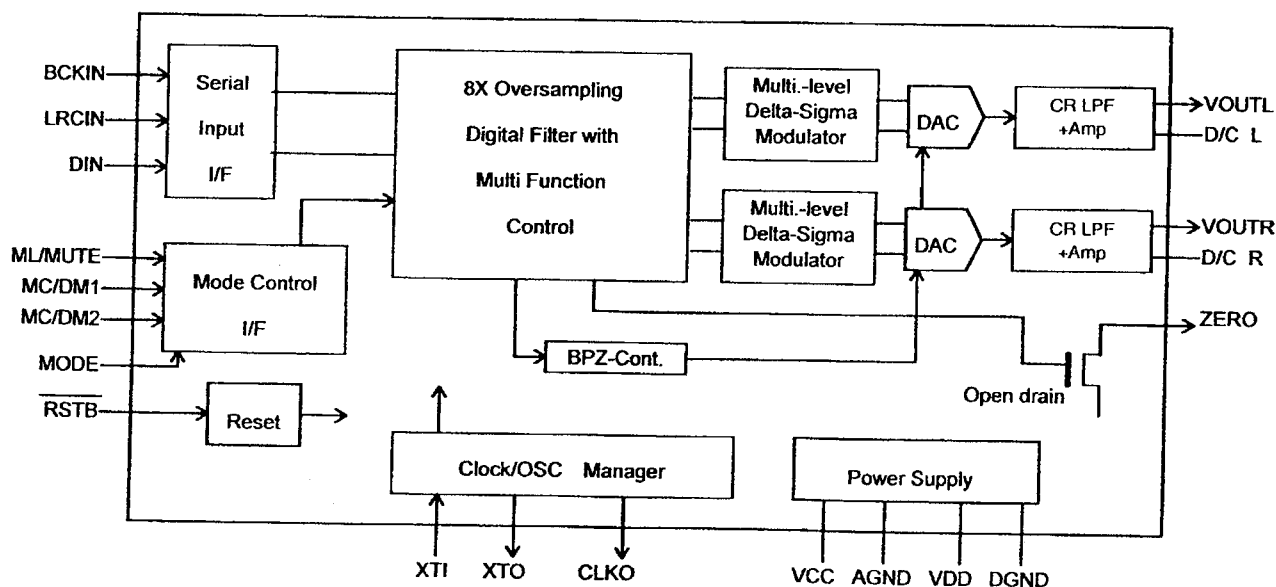 BCKIN
LRCIN
DIN
Serial
Input
I/F
8X Oversampling
Digital Filter with
Multi Function
Control
Multi.-level
Delta-Sigma
Modulator
DAC
CR LPF
+Amp
VOUTL
D/C L
Multi.-level
Delta-Sigma
Modulator
DAC
CR LPF
+Amp
VOUTR
D/C R
ML/MUTE
MC/DM1
MC/DM2
MODE
Mode Control
I/F
BPZ-Cont.
ZERO
Open drain
RSTB
Reset
Clock/OSC Manager
Power Supply
XTI
XTO
CLKO
VCC
AGND
VDD
DGND